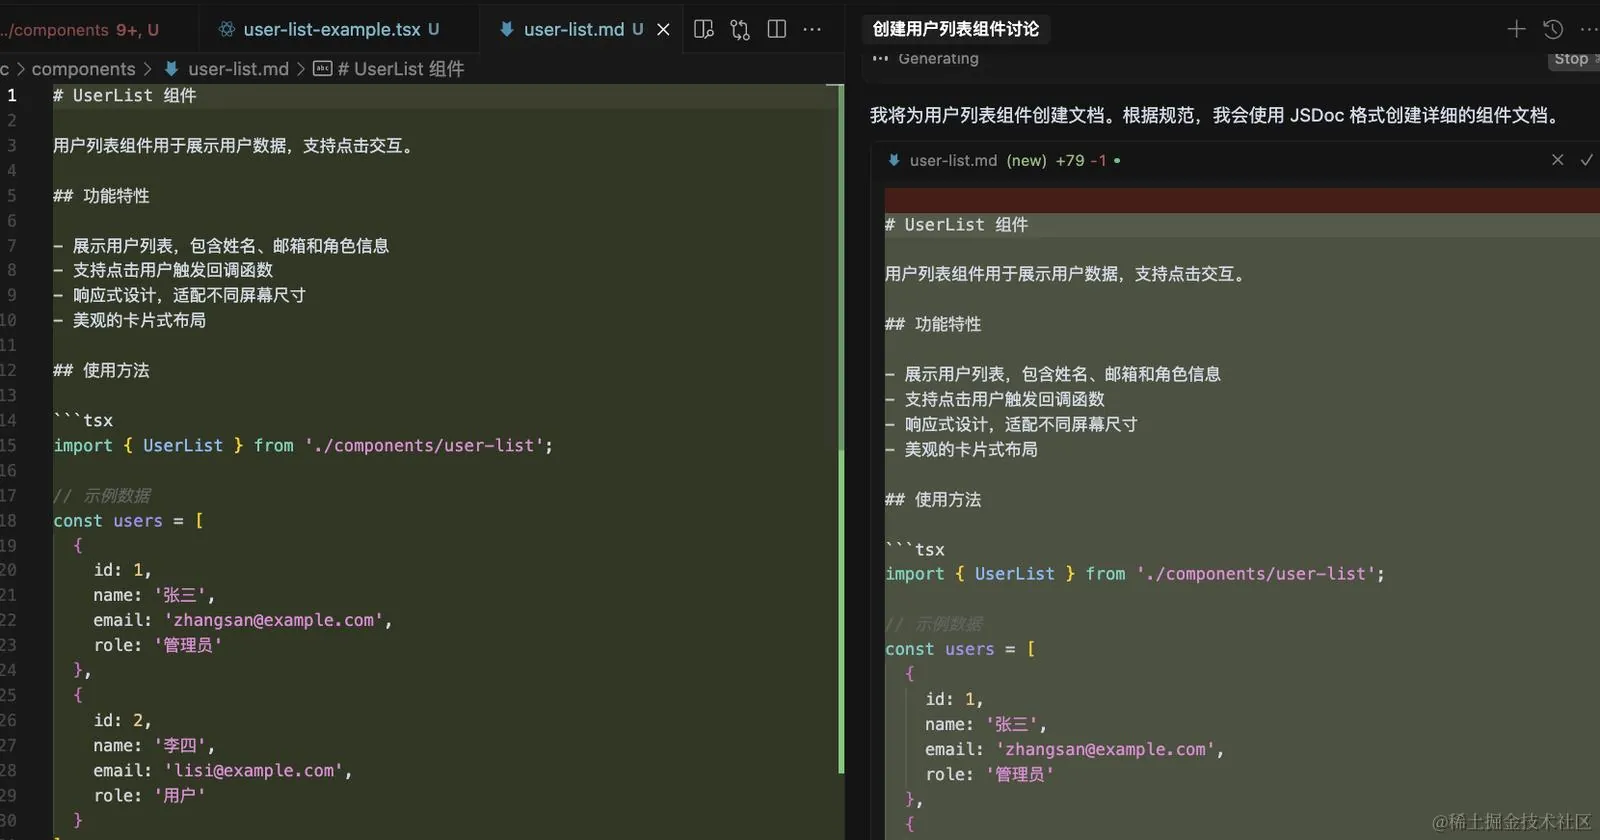 ../components 9+, U
user-list-example.tsx U
user-list.md U
c > components > user-list.md > # UserList 组件
1 # UserList 组件
2
3 用户列表组件用于展示用户数据，支持点击交互。
4
5 ## 功能特性
6
7 - 展示用户列表，包含姓名、邮箱和角色信息
8 - 支持点击用户触发回调函数
9 - 响应式设计，适配不同屏幕尺寸
10 - 美观的卡片式布局
11
12 ## 使用方法
13
14 ```tsx
15 import { UserList } from './components/user-list';
16
17 // 示例数据
18 const users = [
19 {
20 id: 1,
21 name: '张三',
22 email: 'zhangsan@example.com',
23 role: '管理员'
24 },
25 {
26 id: 2,
27 name: '李四',
28 email: 'lisi@example.com',
29 role: '用户'
30 }
创建用户列表组件讨论
Generating
Stop
我将为用户列表组件创建文档。根据规范，我会使用 JSDoc 格式创建详细的组件文档。
user-list.md (new) +79 -1
# UserList 组件
用户列表组件用于展示用户数据，支持点击交互。
## 功能特性
- 展示用户列表，包含姓名、邮箱和角色信息
- 支持点击用户触发回调函数
- 响应式设计，适配不同屏幕尺寸
- 美观的卡片式布局
## 使用方法
```tsx
import { UserList } from './components/user-list';
// 示例数据
const users = [
{
id: 1,
name: '张三',
email: 'zhangsan@example.com',
role: '管理员'
},
{
@稀土掘金技术社区